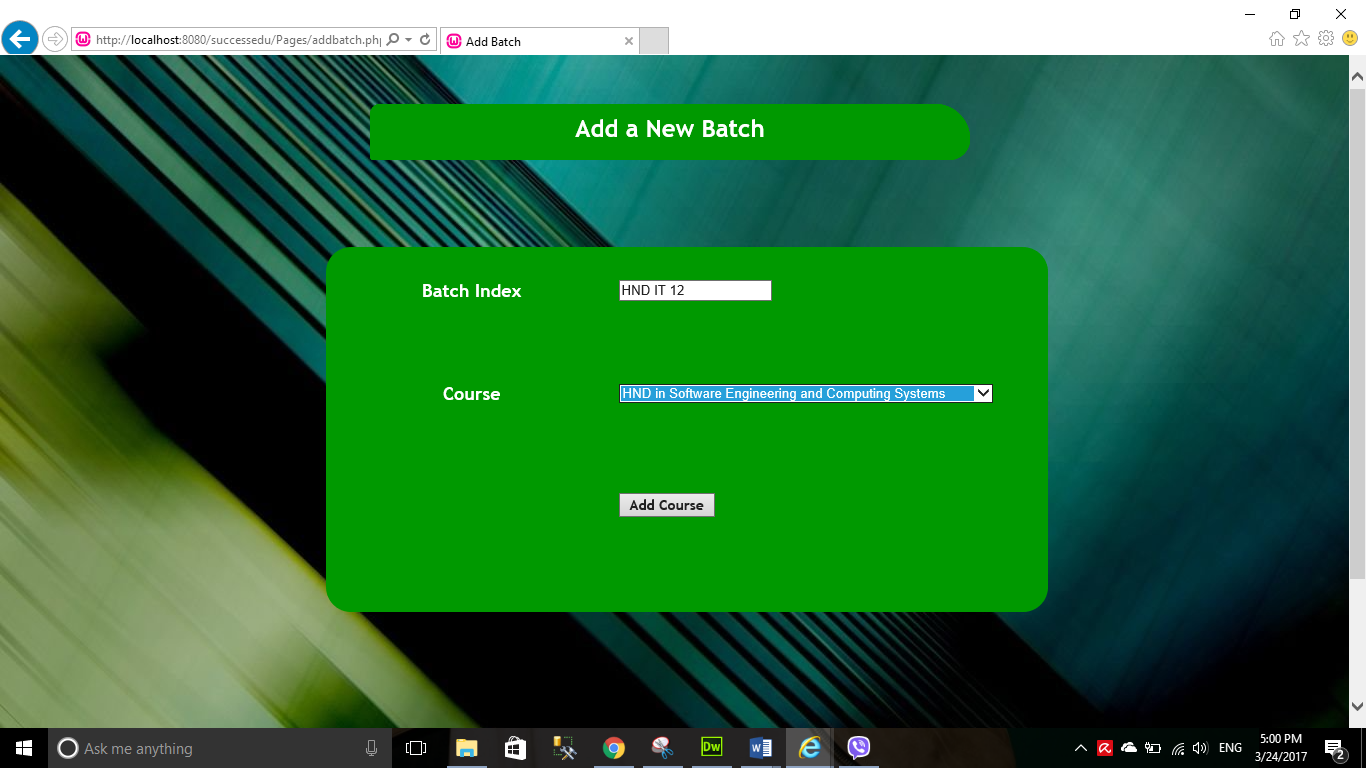 http://localhost:8080/successedu/Pages/addbatch.php
Add Batch
Add a New Batch
Batch Index
HND IT 12
Course
HND in Software Engineering and Computing Systems
Add Course
Ask me anything
Dw
ENG
5:00 PM
3/24/2017
2